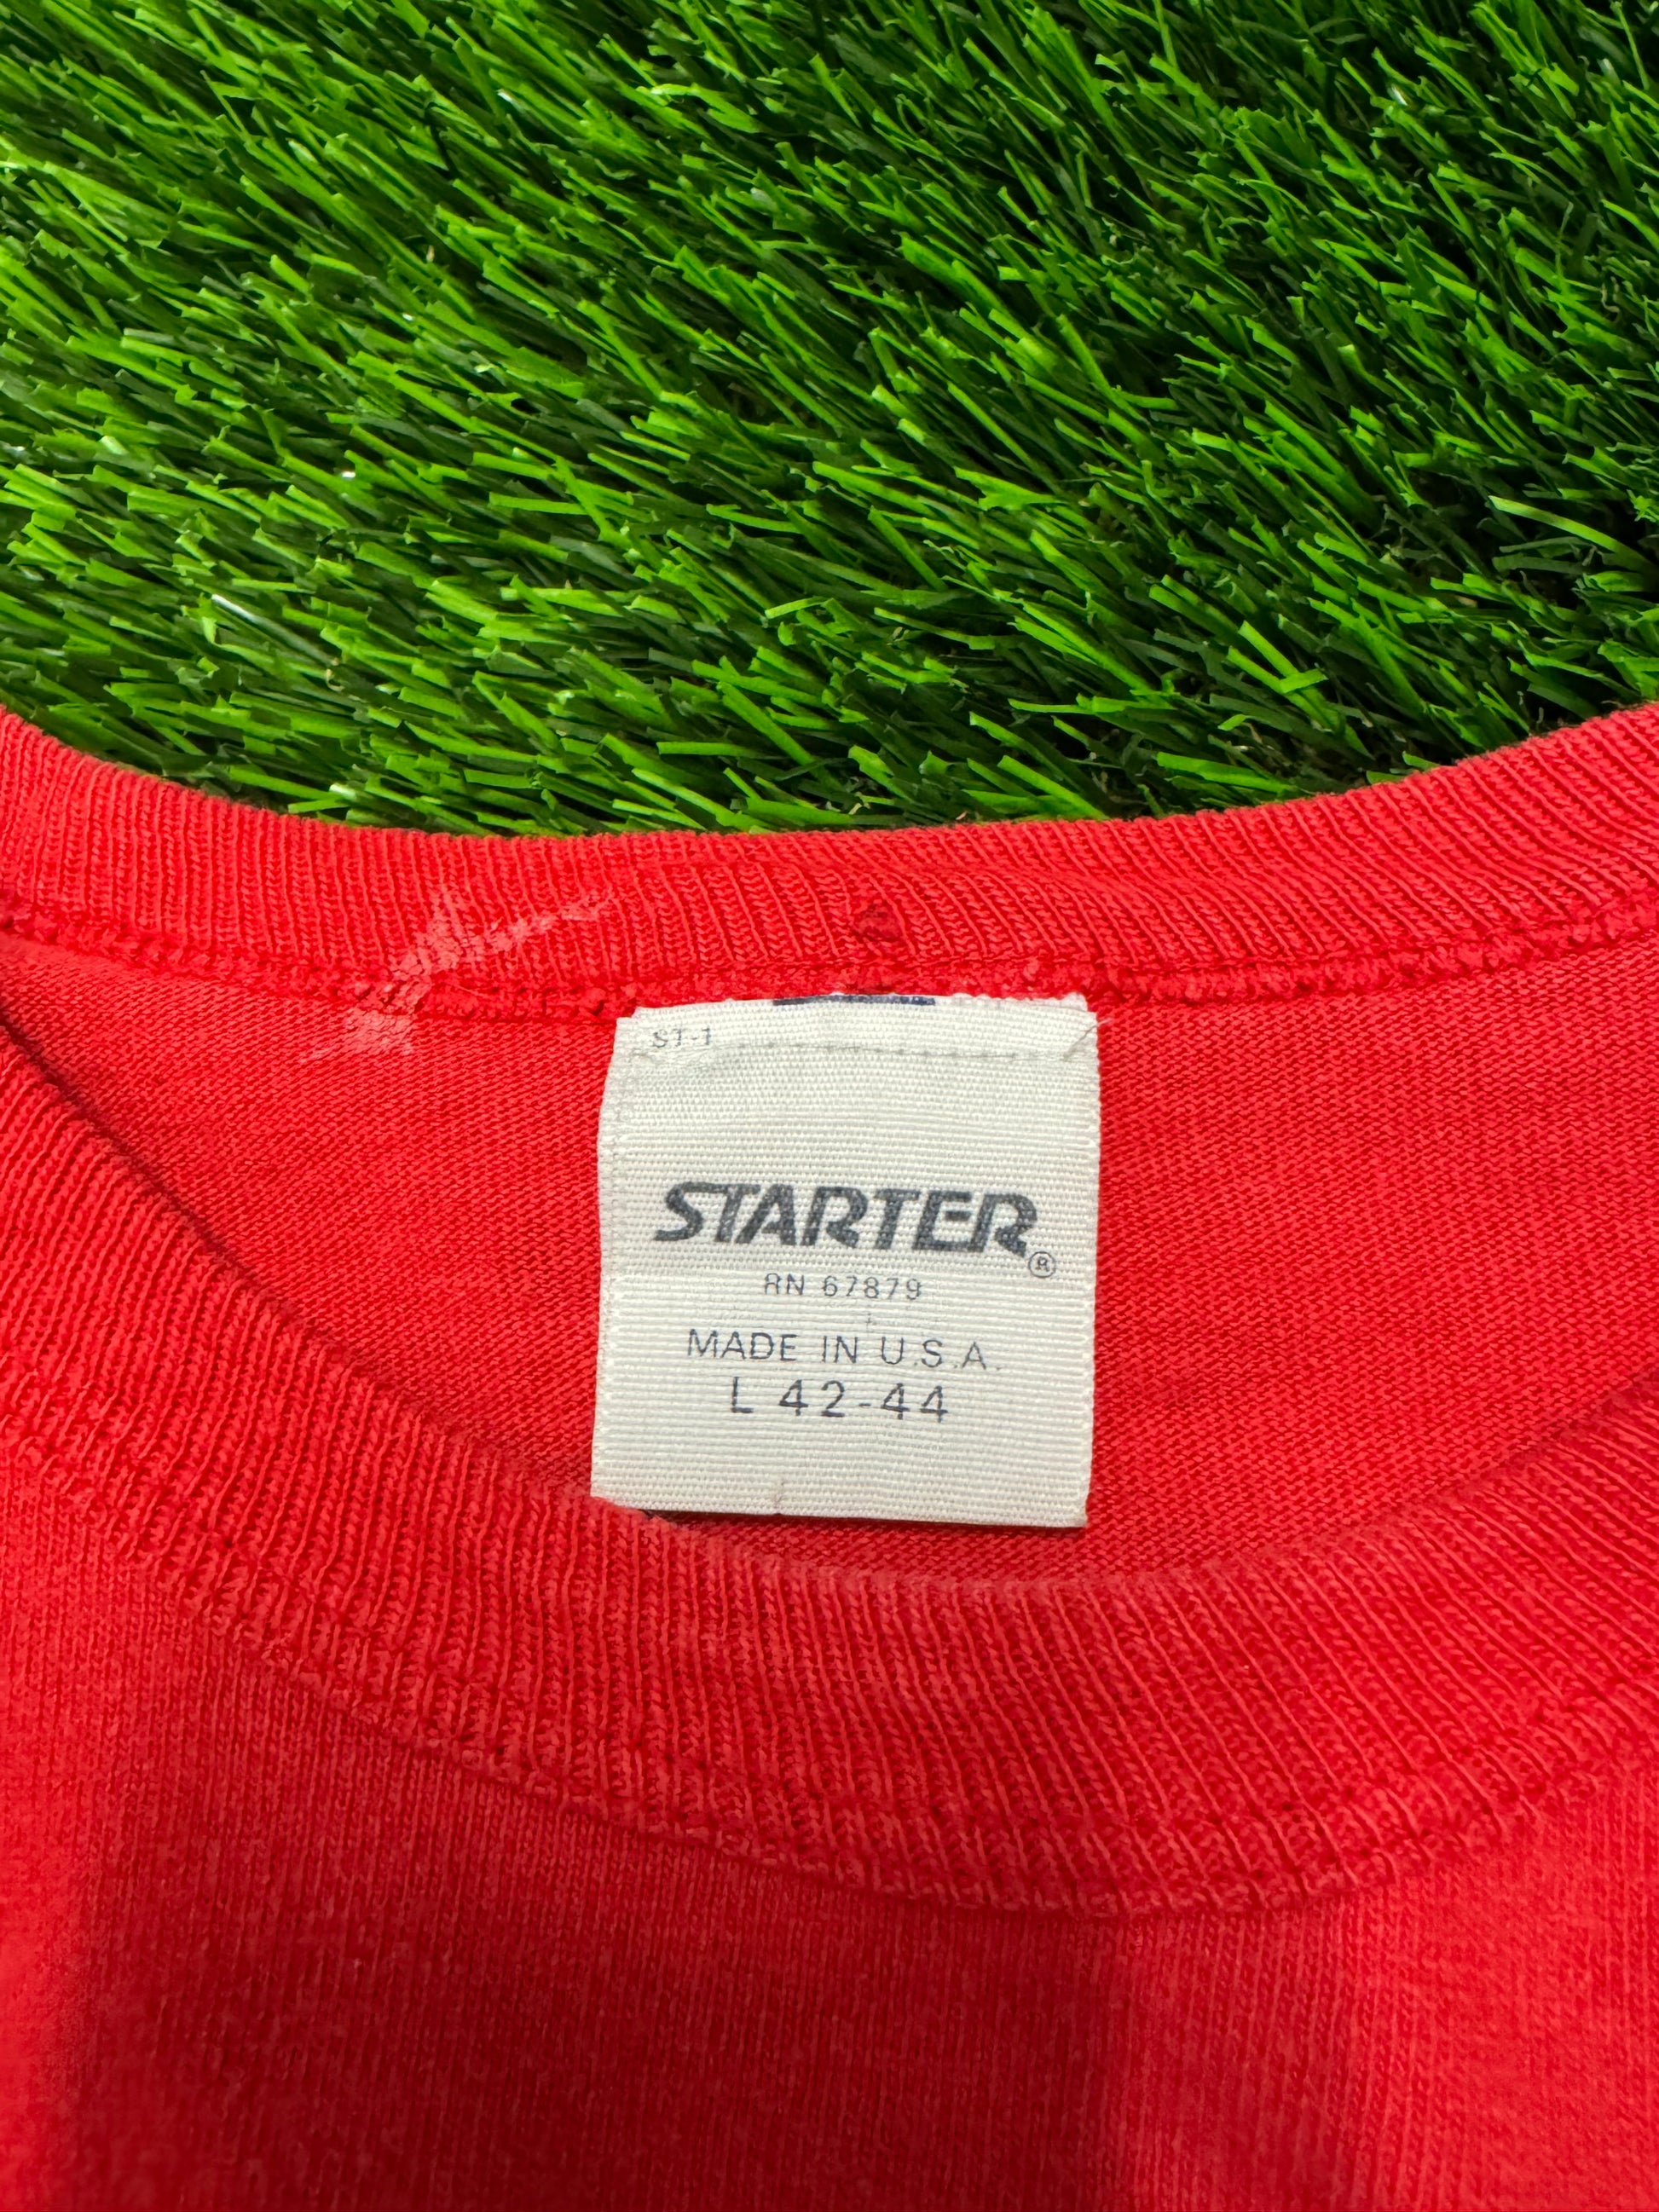 ST-1
STARTER®
RN 67879
MADE IN U.S.A.
L 42-44